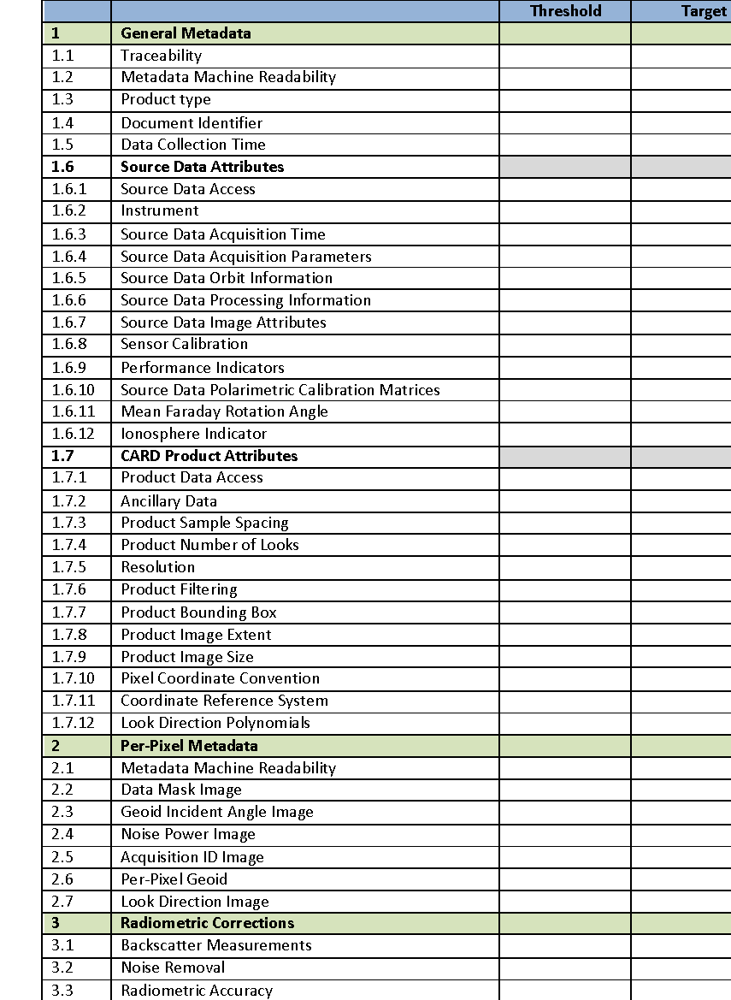 Threshold Target
1 General Metadata
1.1 Traceability
1.2 Metadata Machine Readability
1.3 Product type
1.4 Document Identifier
1.5 Data Collection Time
1.6 Source Data Attributes
1.6.1 Source Data Access
1.6.2 Instrument
1.6.3 Source Data Acquisition Time
1.6.4 Source Data Acquisition Parameters
1.6.5 Source Data Orbit Information
1.6.6 Source Data Processing Information
1.6.7 Source Data Image Attributes
1.6.8 Sensor Calibration
1.6.9 Performance Indicators
1.6.10 Source Data Polarimetric Calibration Matrices
1.6.11 Mean Faraday Rotation Angle
1.6.12 Ionosphere Indicator
1.7 CARD Product Attributes
1.7.1 Product Data Access
1.7.2 Ancillary Data
1.7.3 Product Sample Spacing
1.7.4 Product Number of Looks
1.7.5 Resolution
1.7.6 Product Filtering
1.7.7 Product Bounding Box
1.7.8 Product Image Extent
1.7.9 Product Image Size
1.7.10 Pixel Coordinate Convention
1.7.11 Coordinate Reference System
1.7.12 Look Direction Polynomials
2 Per-Pixel Metadata
2.1 Metadata Machine Readability
2.2 Data Mask Image
2.3 Geoid Incident Angle Image
2.4 Noise Power Image
2.5 Acquisition ID Image
2.6 Per-Pixel Geoid
2.7 Look Direction Image
3 Radiometric Corrections
3.1 Backscatter Measurements
3.2 Noise Removal
3.3 Radiometric Accuracy